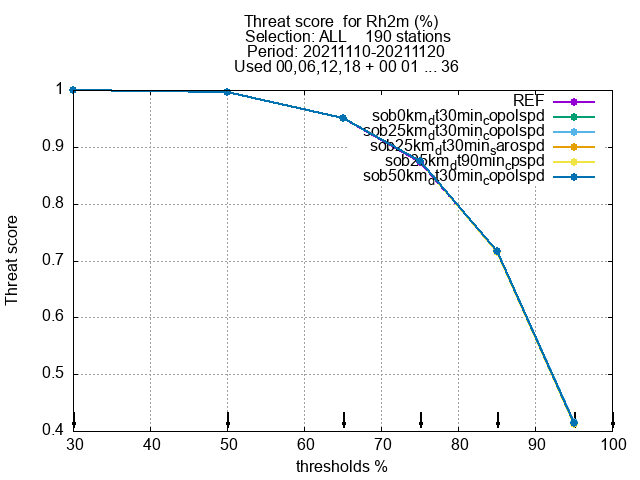 Threat score  for Rh2m (%)
Selection: ALL    190 stations
Period: 20211110-20211120
Used 00,06,12,18 + 00 01 ... 36
REF
sob0km_dt30min_copolspd
sob25km_dt30min_copolspd
sob25km_dt30min_sarospd
sob25km_dt90min_cpspd
sob50km_dt30min_copolspd
1
0.9
0.8
0.7
0.6
0.5
0.4
Threat score
30 40 50 60 70 80 90 100
thresholds %